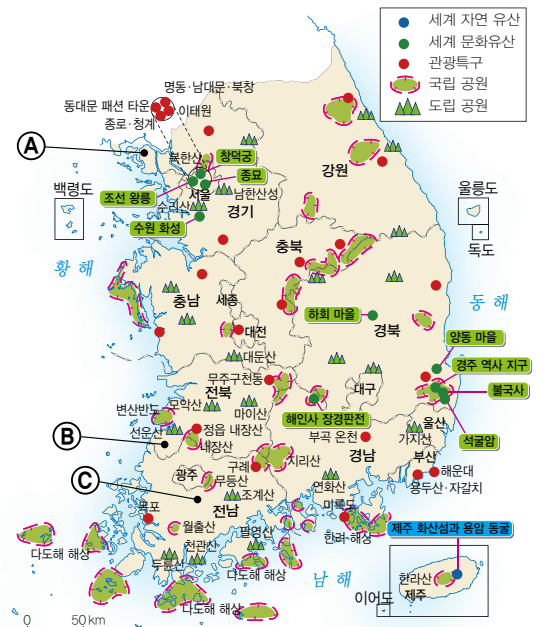 세계 자연 유산
세계 문화유산
관광특구
국립 공원
도립 공원
명동·남대문·북창
동대문 패션 타운
이태원
종로·청계
A
북한산
창덕궁
종묘
서울
조선 왕릉
남한산성
수리산
경기
수원 화성
강원
백령도
울릉도
독도
황해
동해
충북
충남
세종
대전
하회 마을
경북
양동 마을
경주 역사 지구
불국사
석굴암
대둔산
무주구천동
전북
대구
모악산
마이산
변산반도
선운산
정읍 내장산
내장산
해인사 장경판전
부곡 온천
울산
가지산
부산
경남
B
C
광주
구례
지리산
무등산
조계산
전남
연화산
미륵도
해운대
용두산·자갈치
목포
월출산
천관산
팔영산
한려 해상
제주 화산섬과 용암 동굴
다도해 해상
두륜산
다도해 해상
다도해 해상
남해
이어도
한라산
제주
0 50 km